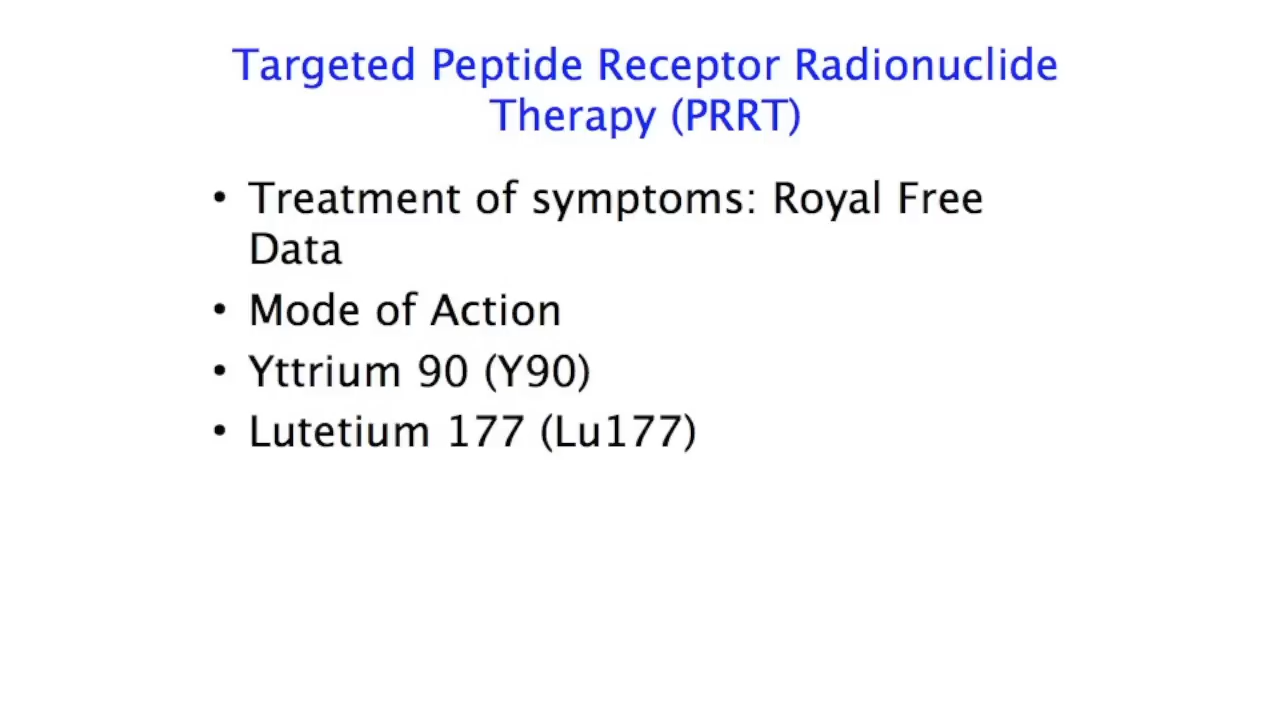 Targeted Peptide Receptor Radionuclide
Therapy (PRRT)
• Treatment of symptoms: Royal Free
Data
• Mode of Action
• Yttrium 90 (Y90)
• Lutetium 177 (Lu177)